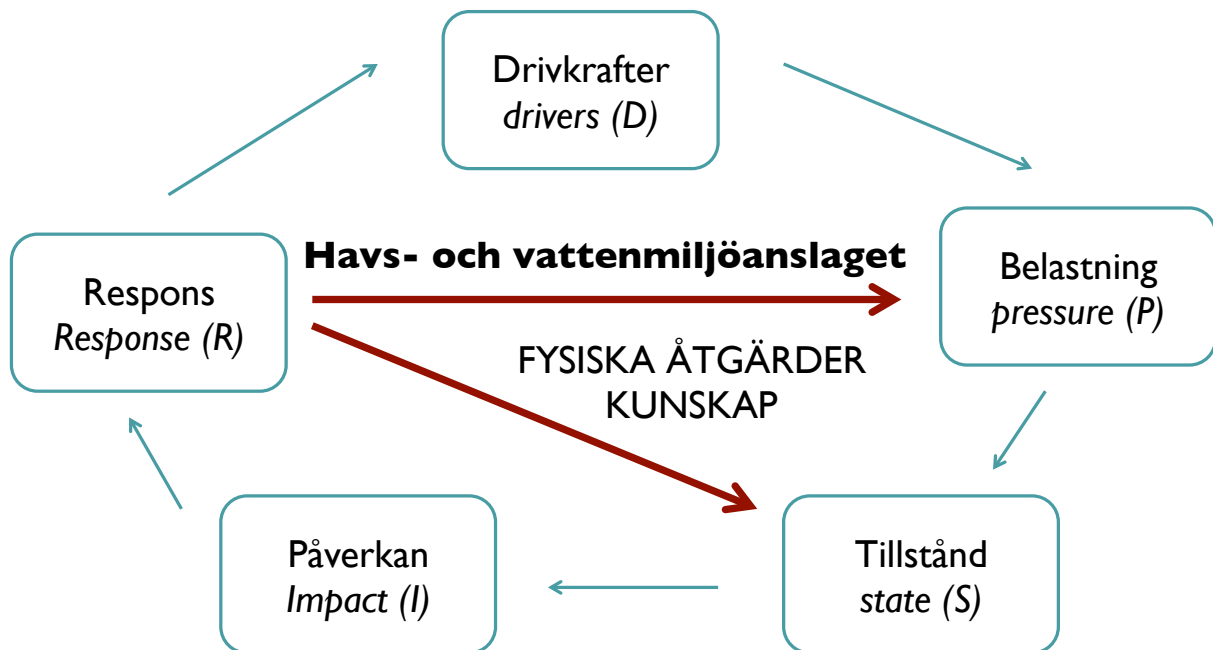 Drivkrafter
drivers (D)
Havs- och vattenmiljöanslaget
Respons
Response (R)
Belastning
pressure (P)
FYSISKA ÅTGÄRDER
KUNSKAP
Påverkan
Impact (I)
Tillstånd
state (S)